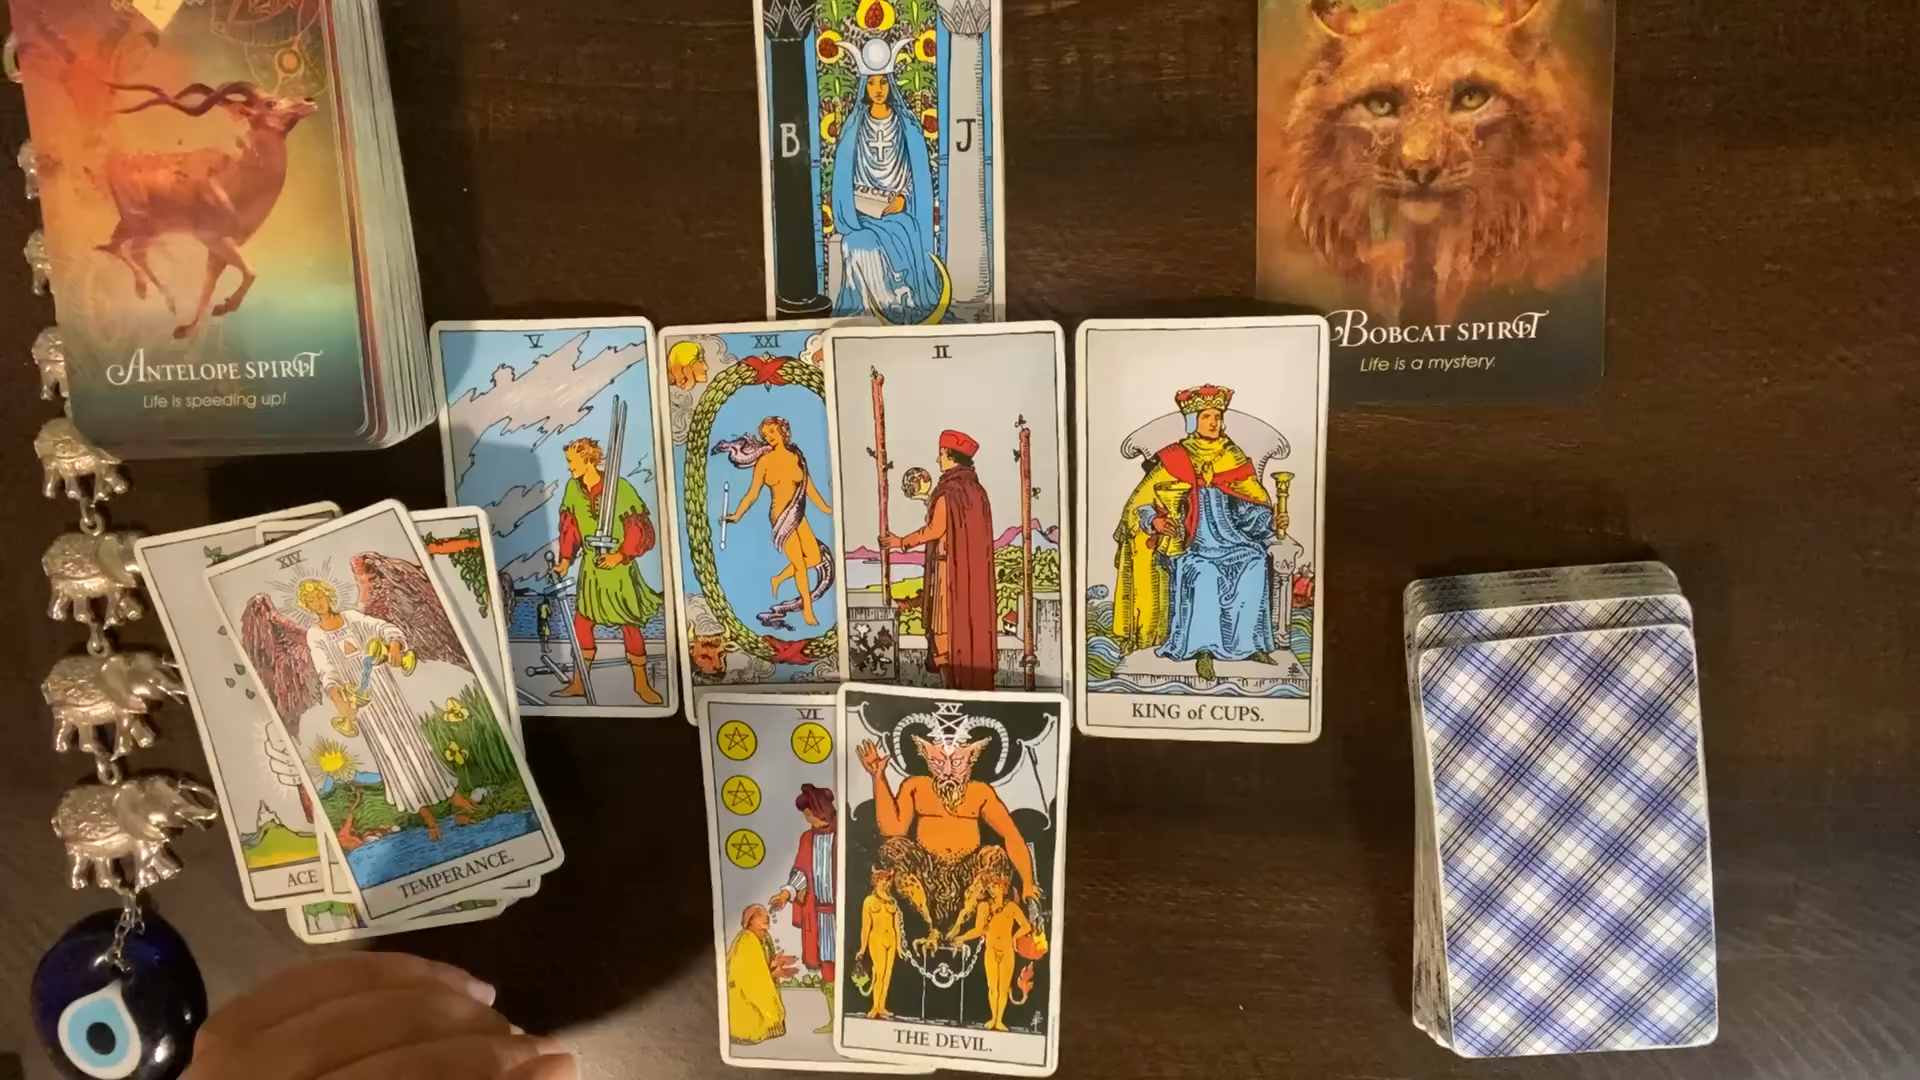 B
J
ANTELOPE SPIRIT
Life is speeding up!
BOBCAT SPIRIT
Life is a mystery.
V
XXI
II
KING of CUPS.
XIV
ACE
TEMPERANCE.
VI
XV
THE DEVIL.